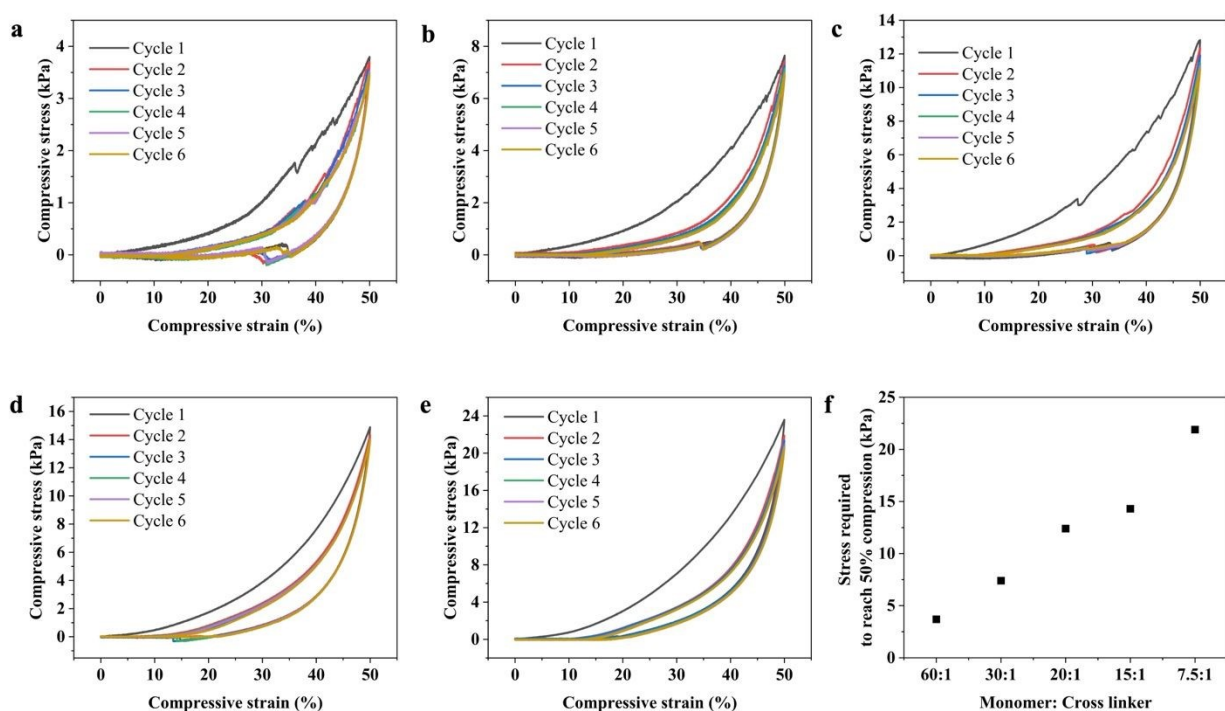 a
Cycle 1
Cycle 2
Cycle 3
Cycle 4
Cycle 5
Cycle 6
4
3
2
1
0
0 10 20 30 40 50
Compressive stress (kPa)
Compressive strain (%)
b
Cycle 1
Cycle 2
Cycle 3
Cycle 4
Cycle 5
Cycle 6
8
6
4
2
0
0 10 20 30 40 50
Compressive stress (kPa)
Compressive strain (%)
c
Cycle 1
Cycle 2
Cycle 3
Cycle 4
Cycle 5
Cycle 6
14
12
10
8
6
4
2
0
0 10 20 30 40 50
Compressive stress (kPa)
Compressive strain (%)
d
Cycle 1
Cycle 2
Cycle 3
Cycle 4
Cycle 5
Cycle 6
16
14
12
10
8
6
4
2
0
0 10 20 30 40 50
Compressive stress (kPa)
Compressive strain (%)
e
Cycle 1
Cycle 2
Cycle 3
Cycle 4
Cycle 5
Cycle 6
24
21
18
15
12
9
6
3
0
0 10 20 30 40 50
Compressive stress (kPa)
Compressive strain (%)
f
25
20
15
10
5
0
60:1 30:1 20:1 15:1 7.5:1
Stress required
to reach 50% compression (kPa)
Monomer: Cross linker